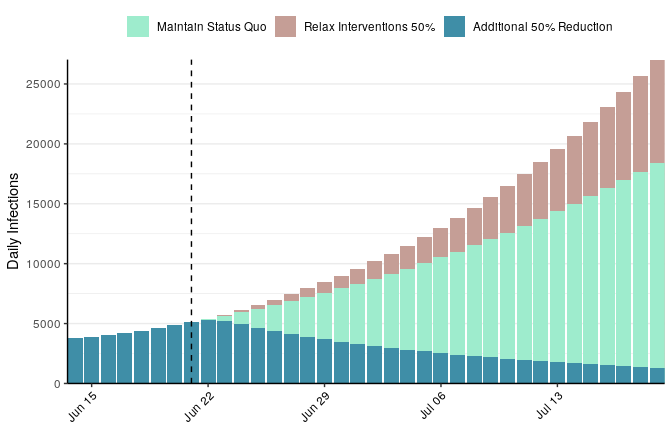 Maintain Status Quo Relax Interventions 50% Additional 50% Reduction
Daily Infections
25000
20000
15000
10000
5000
0
Jun 15 Jun 22 Jun 29 Jul 06 Jul 13